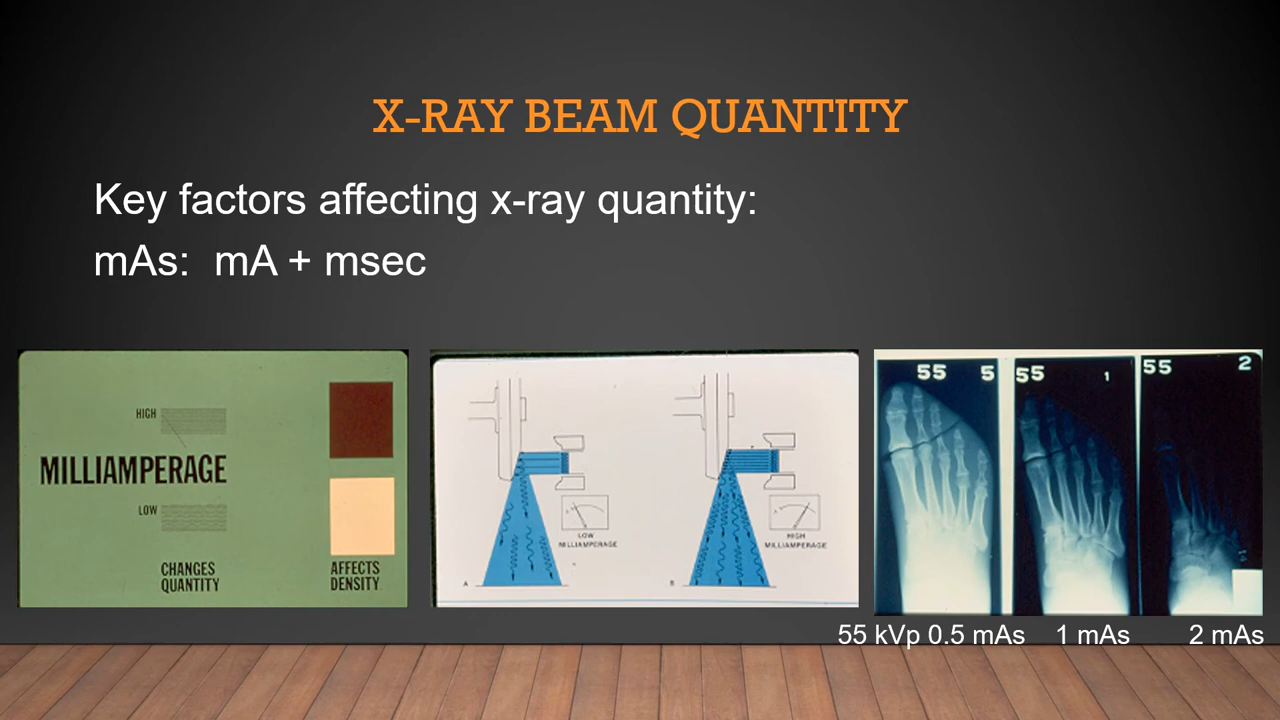 X-RAY BEAM QUANTITY
Key factors affecting x-ray quantity:
mAs: mA + msec
HIGH
MILLIAMPERAGE
LOW
CHANGES
QUANTITY
AFFECTS
DENSITY
LOW
MILLIAMPERAGE
HIGH
MILLIAMPERAGE
A
B
55 5
55 1
55 2
55 kVp 0.5 mAs 1 mAs 2 mAs